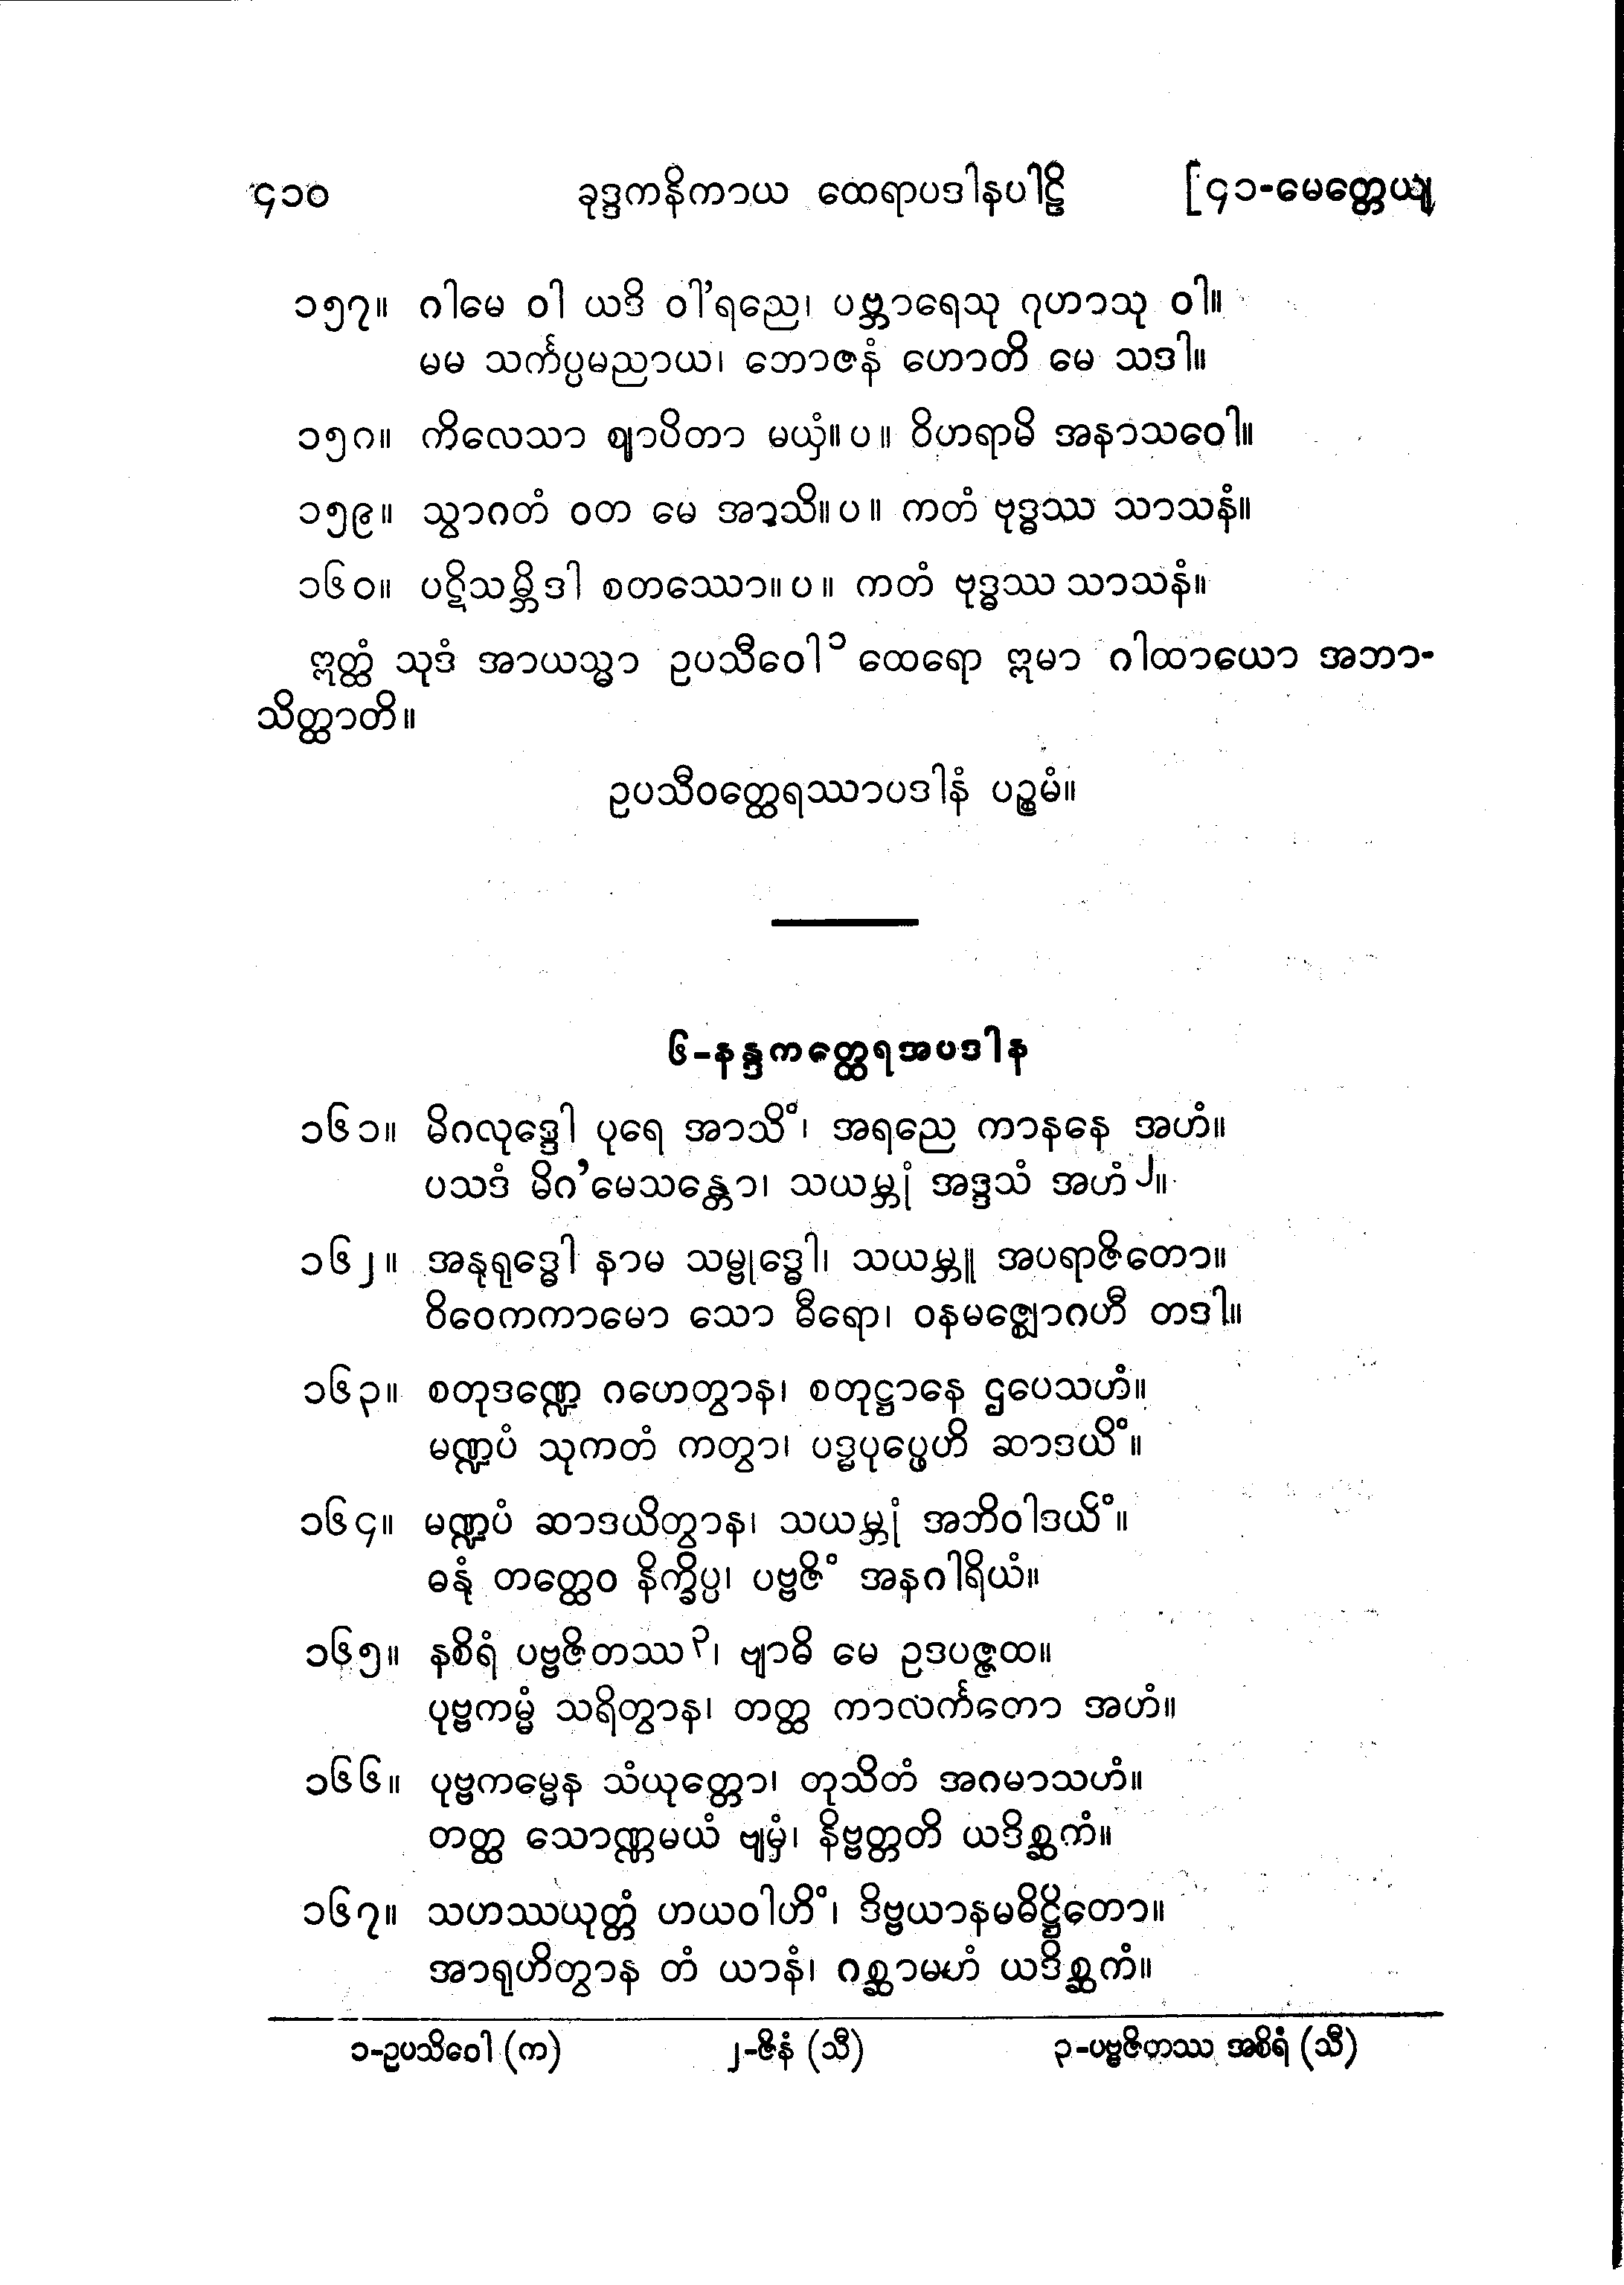 ၄၁၀ ခုဒ္ဒကနိကာယ ထေရာပဒါနပါဠိ [၄၁-မေတ္တေယျ
၁၅၇။ ဂါမေ ဝါ ယဒိ ဝါ'ရညေ၊ ပဗ္ဘာရေသု ဂုဟာသု ဝါ။
မမ သင်္ကပ္ပမညာယ၊ ဘောဇနံ ဟောတိ မေ သဒါ။
၁၅၈။ ကိလေသာ ဈာပိတာ မယှံ။ပ။ ဝိဟရာမိ အနာသဝေါ။
၁၅၉။ သွာဂတံ ဝတ မေ အာသိ။ပ။ ကတံ ဗုဒ္ဓဿ သာသနံ။
၁၆၀။ ပဋိသမ္ဘိဒါ စတဿော။ပ။ ကတံ ဗုဒ္ဓဿ သာသနံ။
ဣတ္ထံ သုဒံ အာယသ္မာ ဥပသီဝေါ ၁ ထေရော ဣမာ ဂါထာယော အဘာ-
သိတ္ထာတိ။
ဥပသီဝတ္ထေရဿာပဒါနံ ပဉ္စမံ။
၆-နန္ဒကတ္ထေရအပဒါန
၁၆၁။ မိဂလုဒ္ဒေါ ပုရေ အာသိံ၊ အရညေ ကာနနေ အဟံ။
ပသဒံ မိဂ'မေသန္တော၊ သယမ္ဘုံ အဒ္ဒသံ အဟံ ၂။
၁၆၂။ အနုရုဒ္ဓေါ နာမ သမ္ဗုဒ္ဓေါ၊ သယမ္ဘူ အပရာဇိတော။
ဝိဝေကကာမော သော ဓီရော၊ ဝနမဇ္ဈောဂဟီ တဒါ။
၁၆၃။ စတုဒဏ္ဍေ ဂဟေတွာန၊ စတုဋ္ဌာနေ ဌပေသဟံ။
မဏ္ဍပံ သုကတံ ကတွာ၊ ပဒ္မပုပ္ဖေဟိ ဆာဒယိံ။
၁၆၄။ မဏ္ဍပံ ဆာဒယိတွာန၊ သယမ္ဘုံ အဘိဝါဒယိံ။
ဓနုံ တတ္ထေဝ နိက္ခိပ္ပ၊ ပဗ္ဗဇိံ အနဂါရိယံ။
၁၆၅။ နစိရံ ပဗ္ဗဇိတဿ ၃၊ ဗျာဓိ မေ ဥဒပဇ္ဇထ။
ပုဗ္ဗကမ္မံ သရိတွာန၊ တတ္ထ ကာလင်္ကတော အဟံ။
၁၆၆။ ပုဗ္ဗကမ္မေန သံယုတ္တော၊ တုသိတံ အဂမာသဟံ။
တတ္ထ သောဏ္ဏမယံ ဗျမှံ၊ နိဗ္ဗတ္တတိ ယဒိစ္ဆကံ။
၁၆၇။ သဟဿယုတ္တံ ဟယဝါဟိံ၊ ဒိဗ္ဗယာနမဓိဋ္ဌိတော။
အာရုဟိတွာန တံ ယာနံ၊ ဂစ္ဆာမဟံ ယဒိစ္ဆကံ။
၁-ဥပသိဝေါ (က) ၂-ဇိနံ (သီ) ၃-ပဗ္ဗဇိတဿ အစိရံ (သီ)